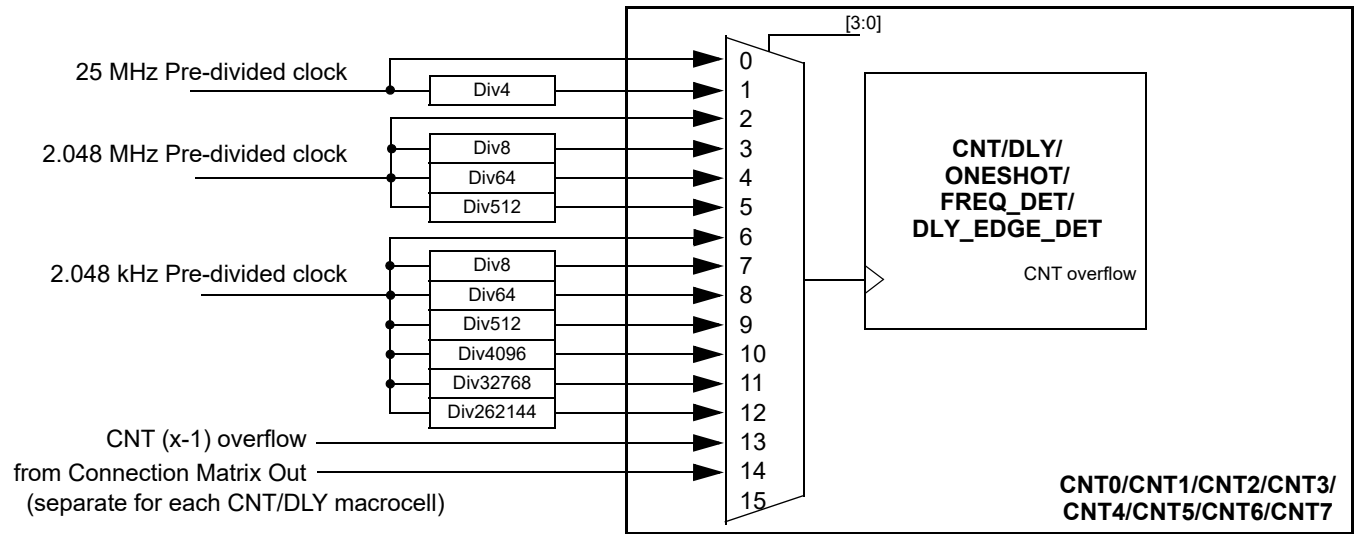 [3:0]
25 MHz Pre-divided clock
Div4
2.048 MHz Pre-divided clock
Div8
Div64
Div512
2.048 kHz Pre-divided clock
Div8
Div64
Div512
Div4096
Div32768
Div262144
CNT (x-1) overflow
from Connection Matrix Out
(separate for each CNT/DLY macrocell)
0
1
2
3
4
5
6
7
8
9
10
11
12
13
14
15
CNT/DLY/
ONESHOT/
FREQ_DET/
DLY_EDGE_DET
CNT overflow
CNT0/CNT1/CNT2/CNT3/
CNT4/CNT5/CNT6/CNT7